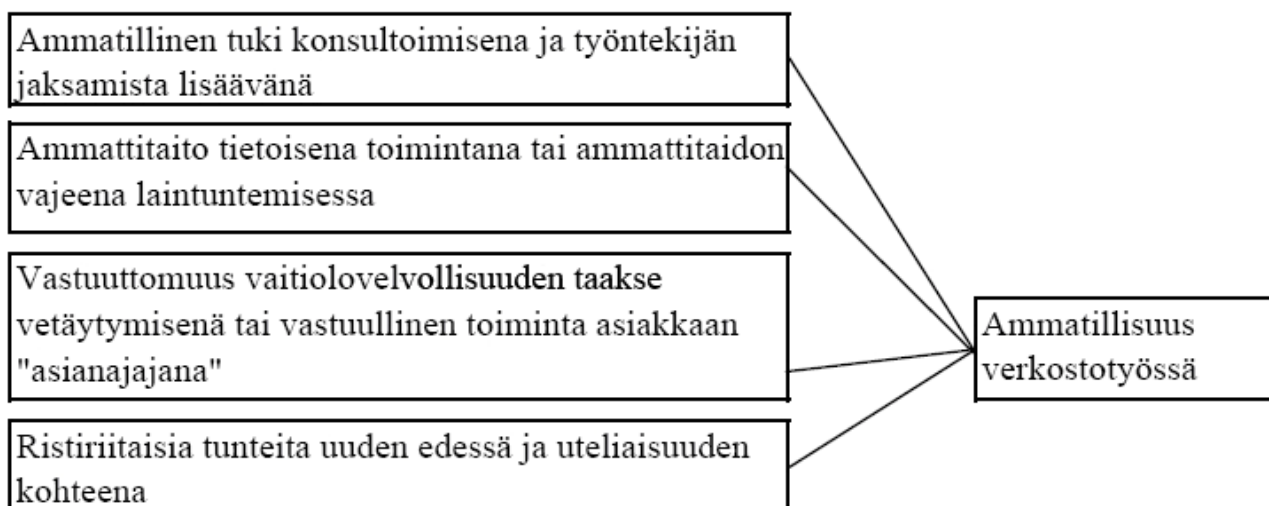 Ammatillinen tuki konsultoimisena ja työntekijän
jaksamista lisäävänä
Ammattitaito tietoisena toimintana tai ammattitaidon
vajeena laintuntemisessa
Vastuuttomuus vaitiolovelvollisuuden taakse
vetäytymisenä tai vastuullinen toiminta asiakkaan
"asianajajana"
Ristiriitaisia tunteita uuden edessä ja uteliaisuuden
kohteena
Ammatillisuus
verkostotyössä